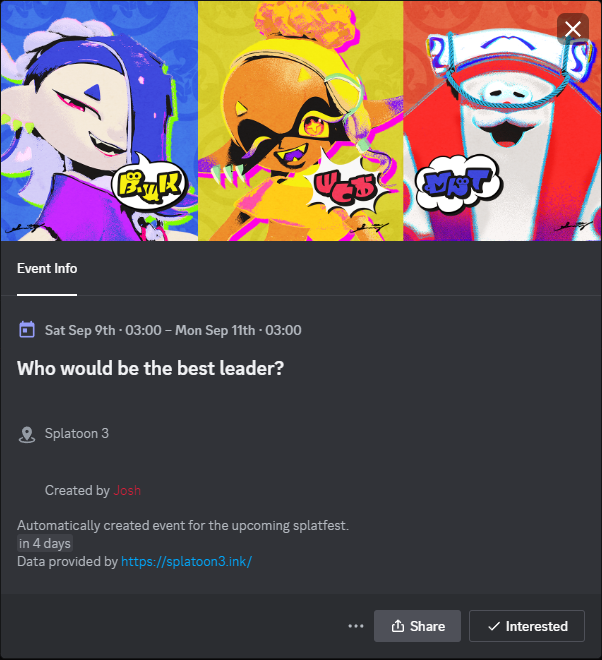 Event Info
Sat Sep 9th · 03:00 – Mon Sep 11th · 03:00
Who would be the best leader?
Splatoon 3
Created by Josh
Automatically created event for the upcoming splatfest.
in 4 days
Data provided by https://splatoon3.ink/
Share
Interested